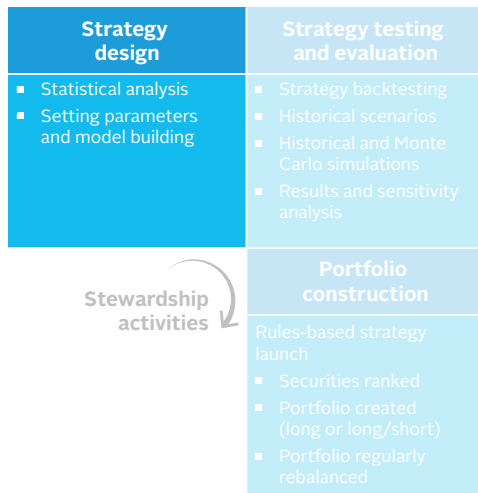 Strategy
design
Statistical analysis
Setting parameters
and model building
Strategy testing
and evaluation
Strategy backtesting
Historical scenarios
Historical and Monte
Carlo simulations
Results and sensitivity
analysis
Stewardship
activities
Portfolio
construction
Rules-based strategy
launch
Securities ranked
Portfolio created
(long or long/short)
Portfolio regularly
rebalanced